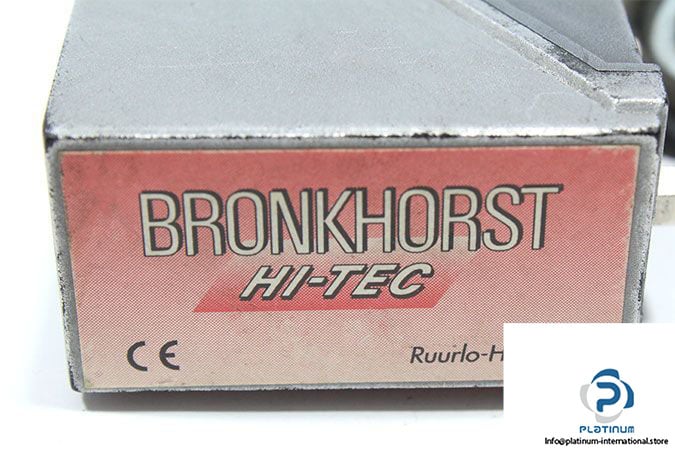 BRONKHORST
HI-TEC
CE Ruurlo-H
PLATINUM
info@platinum-international.store